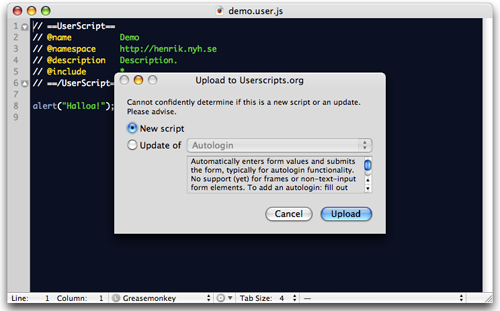 demo.user.js
1 // ==UserScript==
2 // @name Demo
3 // @namespace http://henrik.nyh.se
4 // @description Description.
5 // @include *
6 // ==/UserScript=
7
8 alert("Halloa!");
9
Upload to Userscripts.org
Cannot confidently determine if this is a new script or an update.
Please advise.
New script
Update of Autologin
Automatically enters form values and submits
the form, typically for autologin functionality.
No support (yet) for frames or non-text-input
form elements. To add an autologin: fill out
Cancel Upload
Line: 1 Column: 1 L Greasemonkey Tab Size: 4 —